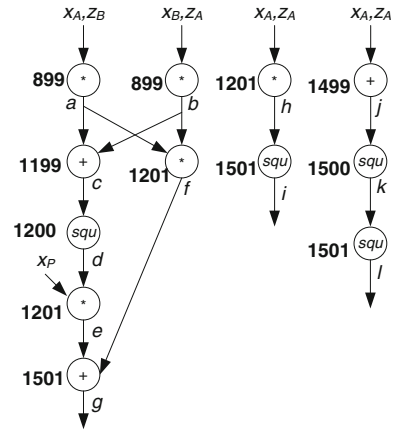 x_A,z_B x_B,z_A x_A,z_A x_A,z_A
899 * 899 * 1201 * 1499 +
a b h j
1199 + 1201 * 1501 squ 1500 squ
c f i k
1200 squ 1501 squ
d l
x_P
1201 *
e
1501 +
g